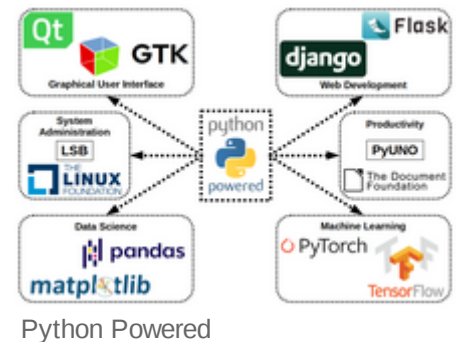 Qt
GTK
Graphical User Interface
Flask
django
Web Development
System
Administration
LSB
THE
LINUX
FOUNDATION
python
powered
Productivity
PyUNO
The Document
Foundation
Data Science
pandas
matplotlib
Machine Learning
PyTorch
TensorFlow
Python Powered